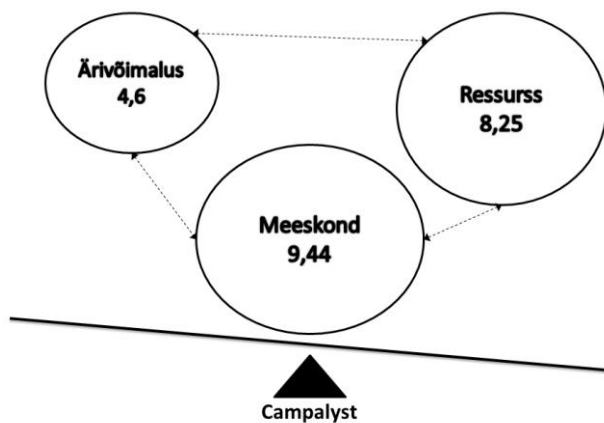 Ärivõimalus
4,6
Ressurss
8,25
Meeskond
9,44
Campalyst